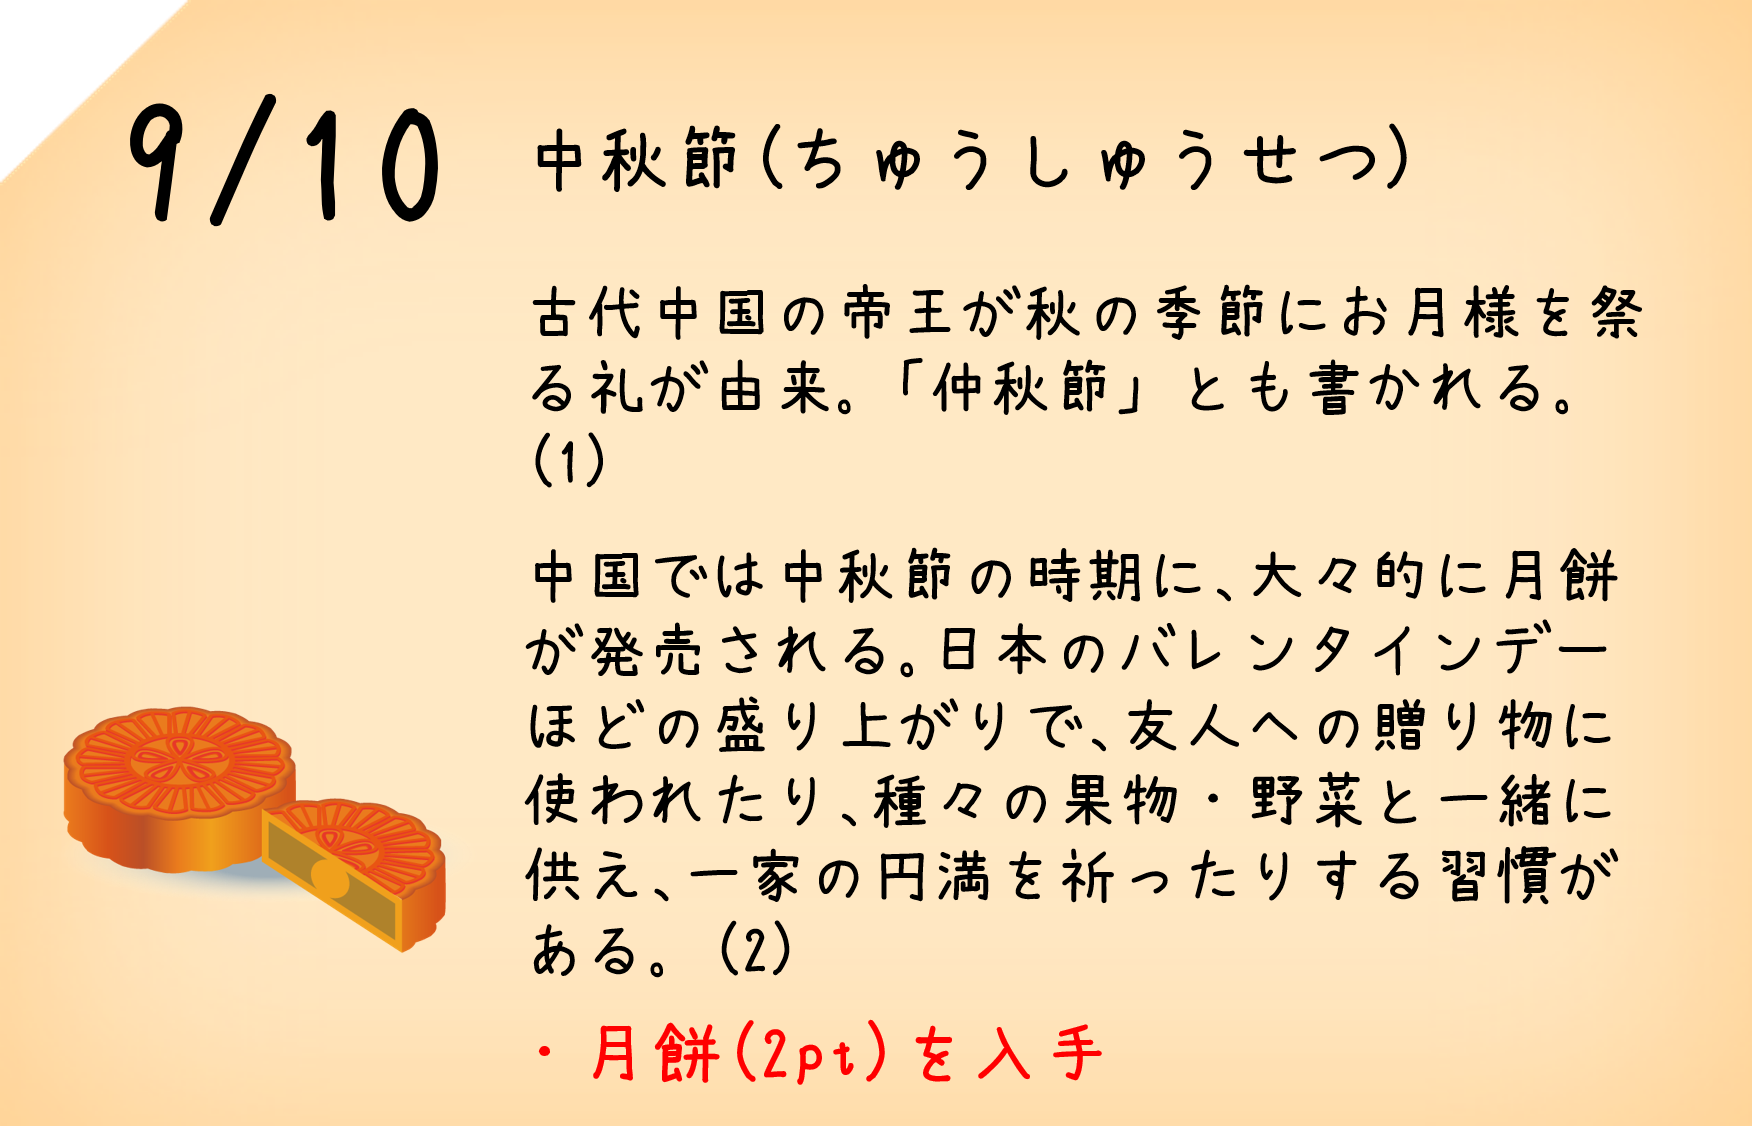 9/10
中秋節(ちゅうしゅうせつ)
古代中国の帝王が秋の季節にお月様を祭
る礼が由来。「仲秋節」とも書かれる。
(1)
中国では中秋節の時期に、大々的に月餅
が発売される。日本のバレンタインデー
ほどの盛り上がりで、友人への贈り物に
使われたり、種々の果物・野菜と一緒に
供え、一家の円満を祈ったりする習慣が
ある。(2)
・月餅(2pt)を入手